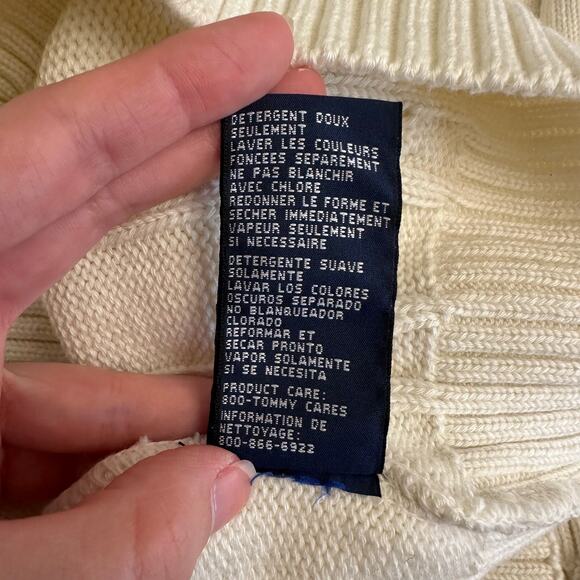 DETERGENT DOUX
SEULEMENT
LAVER LES COULEURS
FONCEES SEPAREMENT
NE PAS BLANCHIR
AVEC CHLORE
REDONNER LE FORME ET
SECHER IMMEDIATEMENT
VAPEUR SEULEMENT
SI NECESSAIRE
DETERGENTE SUAVE
SOLAMENTE
LAVAR LOS COLORES
OSCUROS SEPARADO
NO BLANQUEADOR
CLORADO
REFORMAR ET
SECAR PRONTO
VAPOR SOLAMENTE
SI SE NECESITA
PRODUCT CARE:
800-TOMMY CARES
INFORMATION DE
NETTOYAGE:
800-866-6922